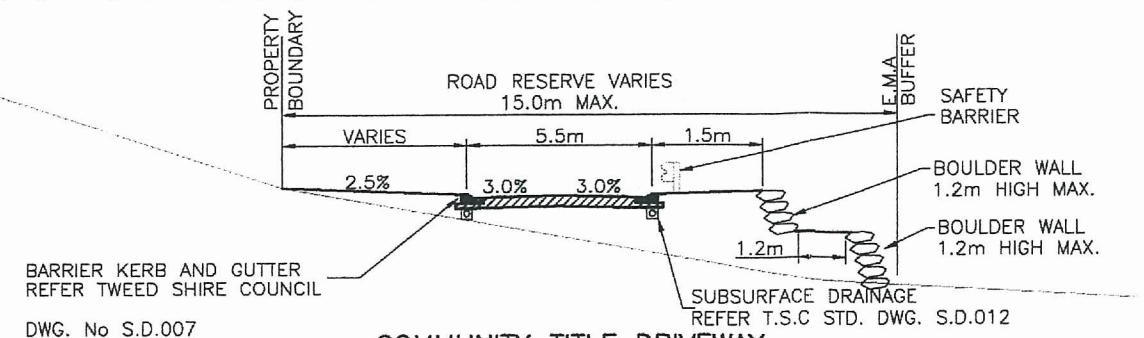 PROPERTY
BOUNDARY
ROAD RESERVE VARIES
15.0m MAX.
E.M.A
BUFFER
SAFETY
BARRIER
VARIES
5.5m
1.5m
BOULDER WALL
1.2m HIGH MAX.
2.5%
3.0%
3.0%
BOULDER WALL
1.2m HIGH MAX.
1.2m
BARRIER KERB AND GUTTER
REFER TWEED SHIRE COUNCIL
DWG. No S.D.007
SUBSURFACE DRAINAGE
REFER T.S.C STD. DWG. S.D.012
COMMUNITY TITLE DRIVEWAY